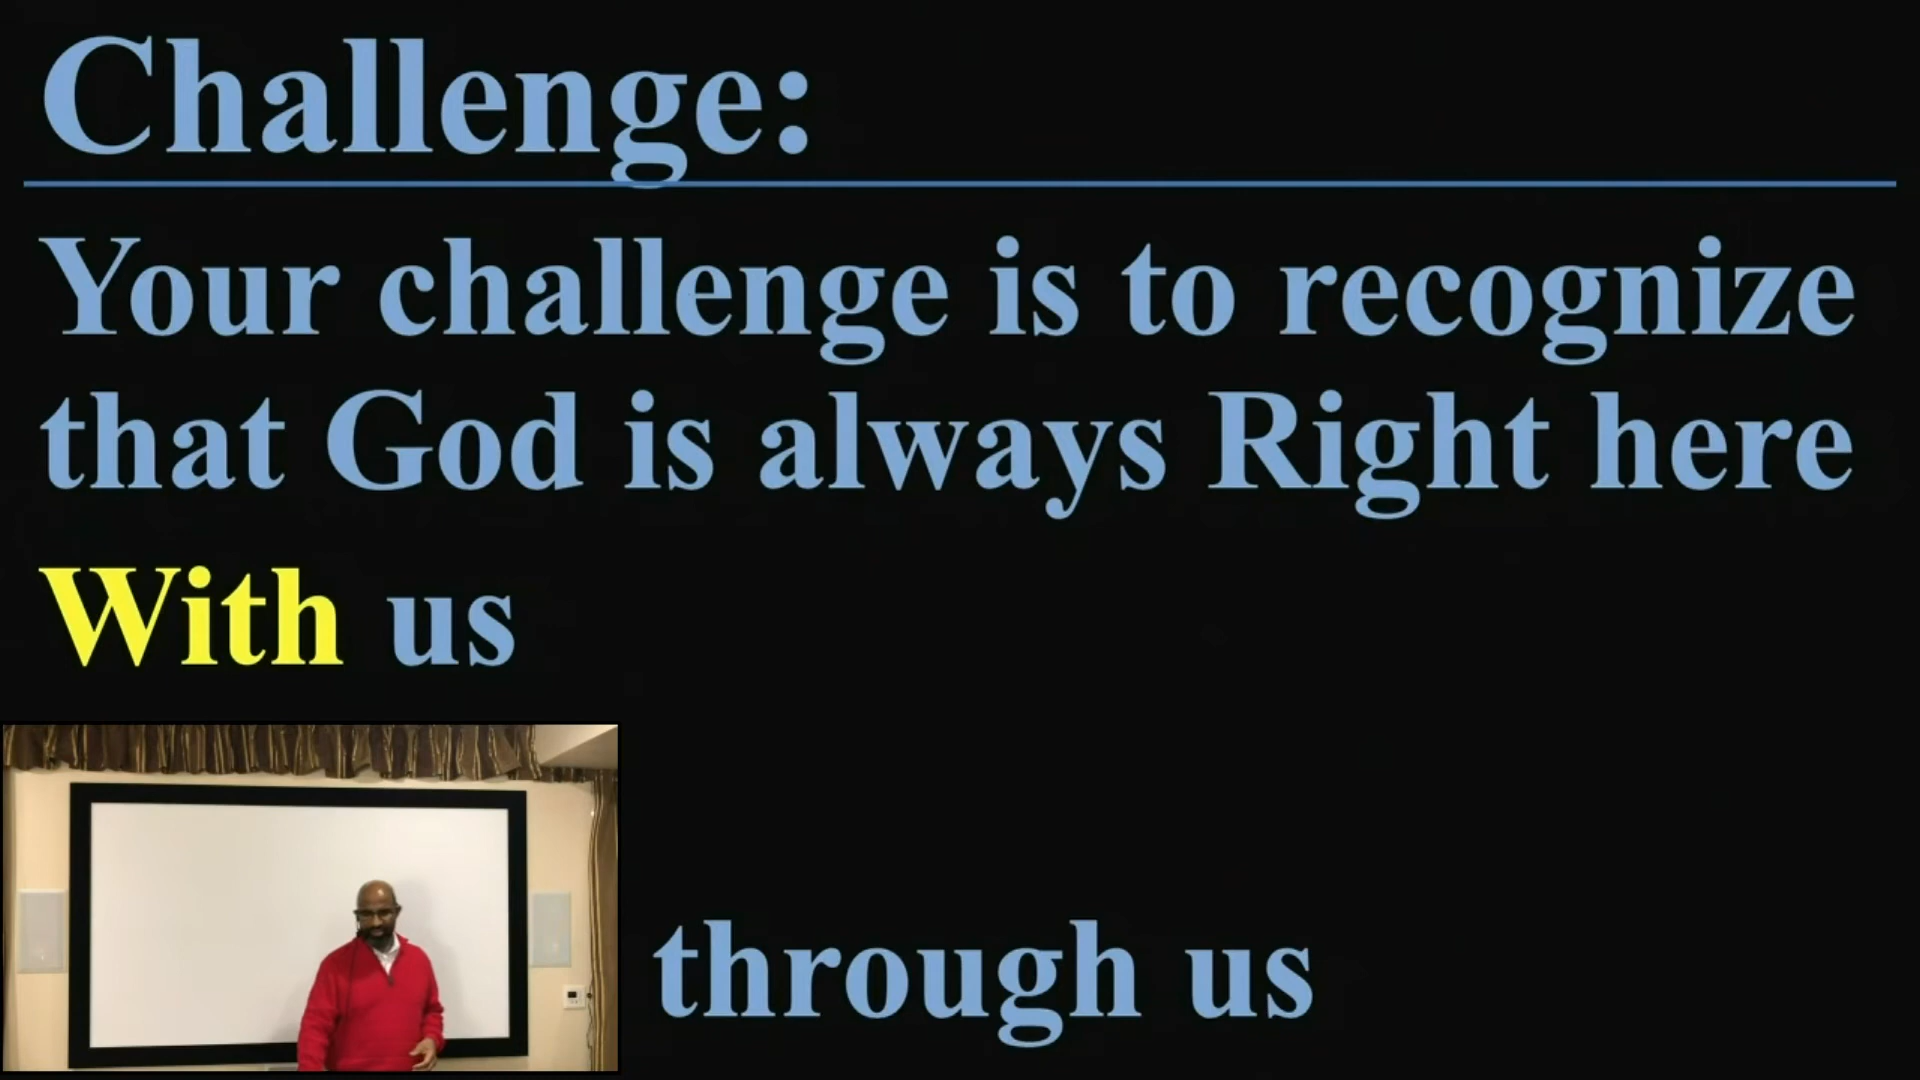 Challenge:
Your challenge is to recognize
that God is always Right here
With us
through us